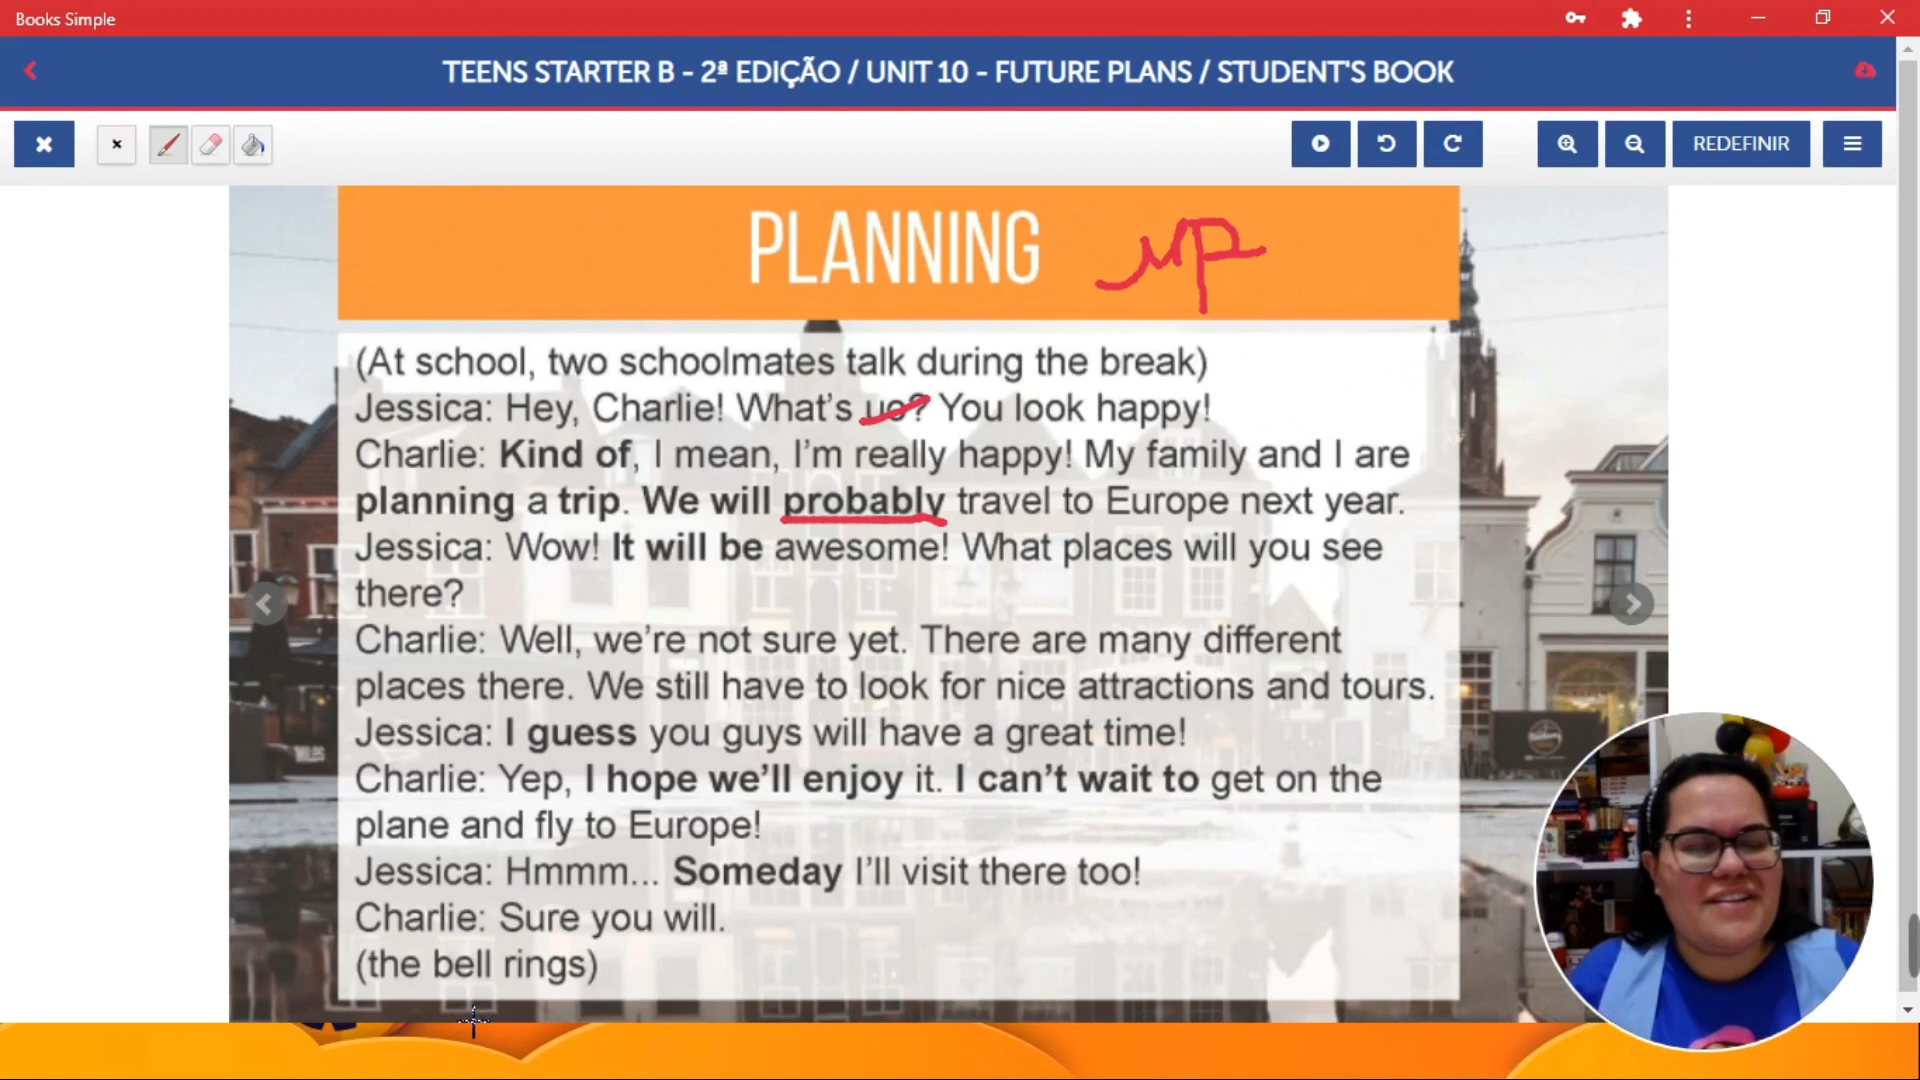 Books Simple
TEENS STARTER B - 2ª EDIÇÃO / UNIT 10 - FUTURE PLANS / STUDENT'S BOOK
REDEFINIR
PLANNING up
(At school, two schoolmates talk during the break)
Jessica: Hey, Charlie! What's up? You look happy!
Charlie: Kind of, I mean, I'm really happy! My family and I are
planning a trip. We will probably travel to Europe next year.
Jessica: Wow! It will be awesome! What places will you see
there?
Charlie: Well, we're not sure yet. There are many different
places there. We still have to look for nice attractions and tours.
Jessica: I guess you guys will have a great time!
Charlie: Yep, I hope we'll enjoy it. I can't wait to get on the
plane and fly to Europe!
Jessica: Hmmm... Someday I'll visit there too!
Charlie: Sure you will.
(the bell rings)